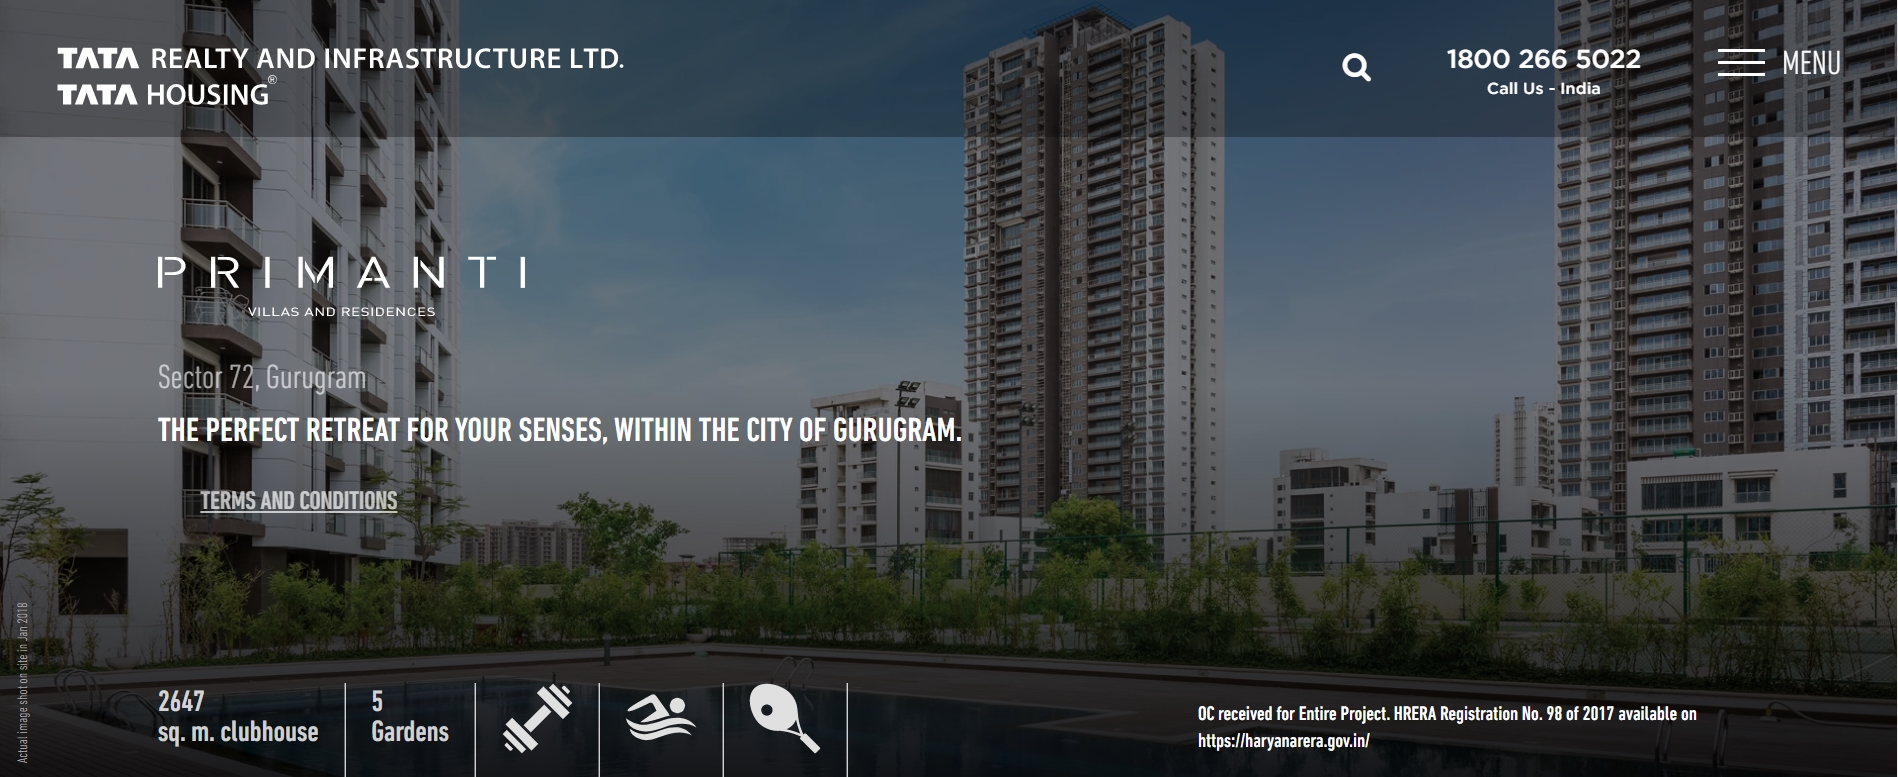 TATA REALTY AND INFRASTRUCTURE LTD.
TATA HOUSING®
1800 266 5022
Call Us - India
MENU
PRIMANTI
VILLAS AND RESIDENCES
Sector 72, Gurugram
THE PERFECT RETREAT FOR YOUR SENSES, WITHIN THE CITY OF GURUGRAM.
TERMS AND CONDITIONS
Actual image shot on site in Jan 2018
2647
sq. m. clubhouse
5
Gardens
OC received for Entire Project. HRERA Registration No. 98 of 2017 available on
https://haryanarera.gov.in/